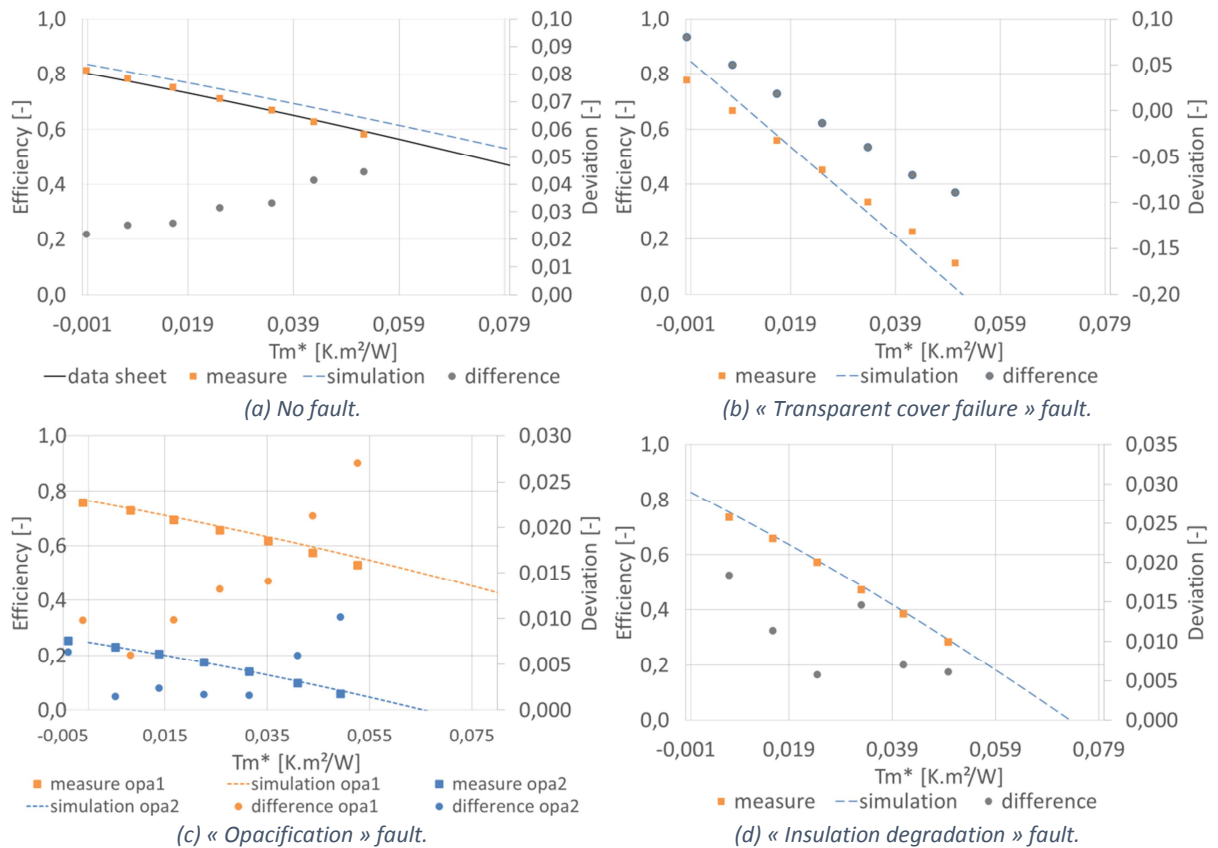 1,0
0,8
0,6
0,4
0,2
0,0
Efficiency [-]
0,10
0,09
0,08
0,07
0,06
0,05
0,04
0,03
0,02
0,01
0,00
Deviation [-]
-0,001 0,019 0,039 0,059 0,079
Tm* [K.m²/W]
data sheet measure simulation difference
(a) No fault.
1,0
0,8
0,6
0,4
0,2
0,0
Efficiency [-]
0,10
0,05
0,00
-0,05
-0,10
-0,15
-0,20
Deviation [-]
-0,001 0,019 0,039 0,059 0,079
Tm* [K.m²/W]
measure simulation difference
(b) « Transparent cover failure » fault.
1,0
0,8
0,6
0,4
0,2
0,0
Efficiency [-]
0,030
0,025
0,020
0,015
0,010
0,005
0,000
Deviation [-]
-0,005 0,015 0,035 0,055 0,075
Tm* [K.m²/W]
measure opa1 simulation opa1 measure opa2
simulation opa2 difference opa1 difference opa2
(c) « Opacification » fault.
1,0
0,8
0,6
0,4
0,2
0,0
Efficiency [-]
0,035
0,030
0,025
0,020
0,015
0,010
0,005
0,000
Deviation [-]
-0,001 0,019 0,039 0,059 0,079
Tm* [K.m²/W]
measure simulation difference
(d) « Insulation degradation » fault.